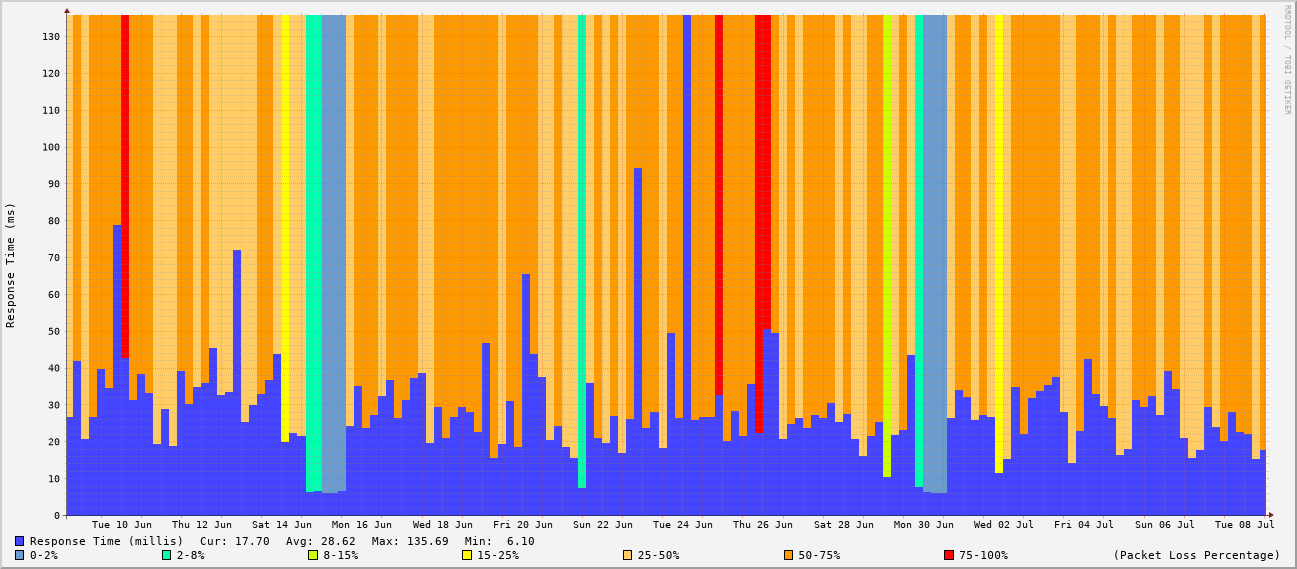 RRDTOOL / TOBI OETIKER
Response Time (ms)
130
120
110
100
90
80
70
60
50
40
30
20
10
0
Tue 10 Jun Thu 12 Jun Sat 14 Jun Mon 16 Jun Wed 18 Jun Fri 20 Jun Sun 22 Jun Tue 24 Jun Thu 26 Jun Sat 28 Jun Mon 30 Jun Wed 02 Jul Fri 04 Jul Sun 06 Jul Tue 08 Jul
Response Time (millis) Cur: 17.70 Avg: 28.62 Max: 135.69 Min: 6.10
0-2% 2-8% 8-15% 15-25% 25-50% 50-75% 75-100% (Packet Loss Percentage)